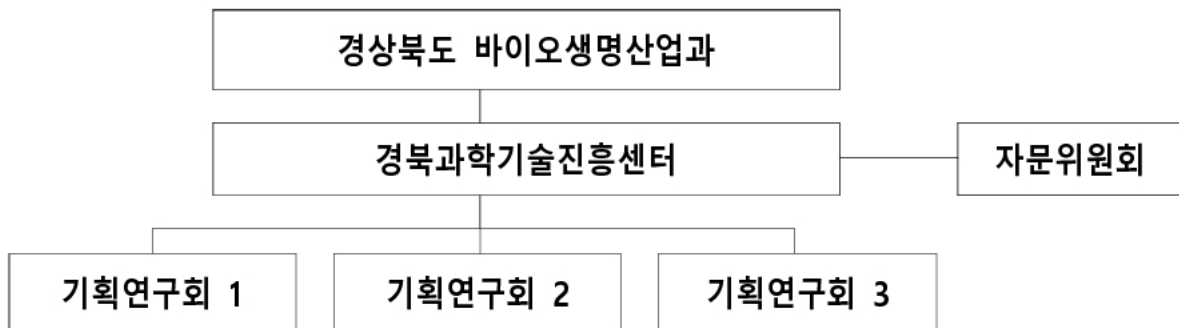 경상북도 바이오생명산업과
경북과학기술진흥센터
자문위원회
기획연구회 1
기획연구회 2
기획연구회 3